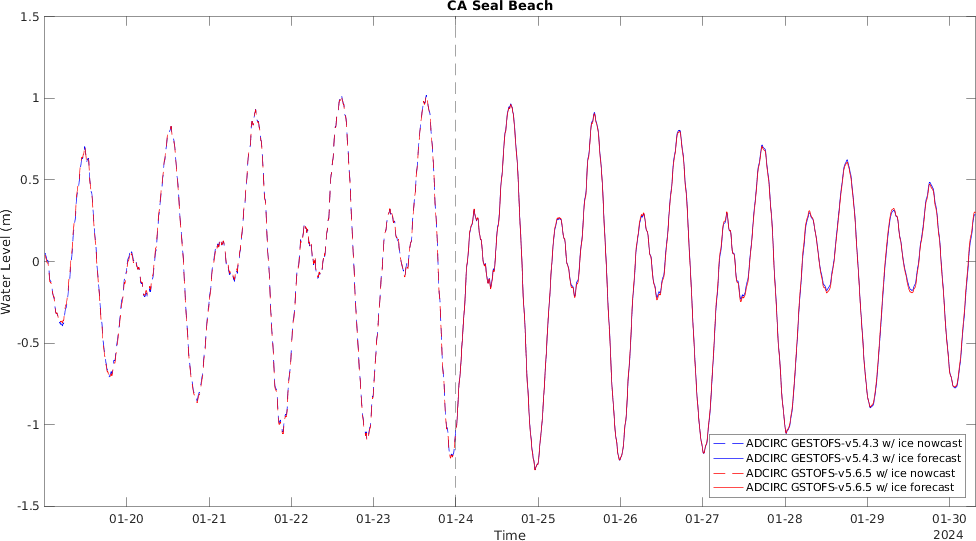 CA Seal Beach
1.5
1
0.5
0
-0.5
-1
-1.5
Water Level (m)
01-20 01-21 01-22 01-23 01-24 01-25 01-26 01-27 01-28 01-29 01-30
2024
Time
ADCIRC GESTOFS-v5.4.3 w/ ice nowcast
ADCIRC GESTOFS-v5.4.3 w/ ice forecast
ADCIRC GSTOFS-v5.6.5 w/ ice nowcast
ADCIRC GSTOFS-v5.6.5 w/ ice forecast